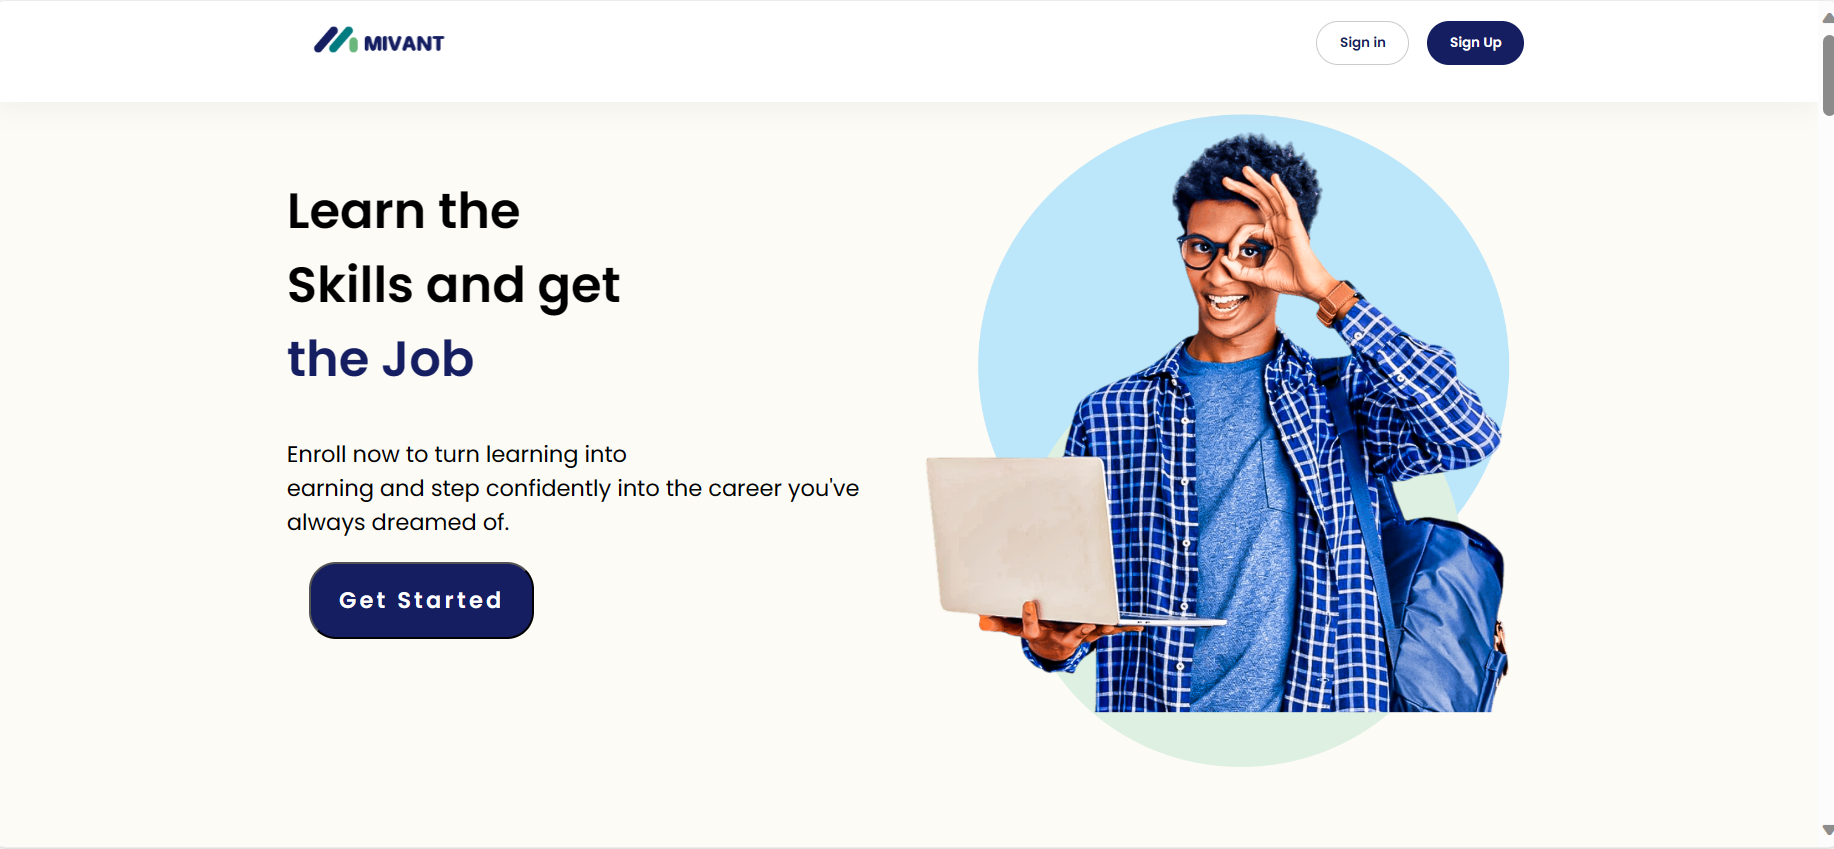 MIVANT
Sign in
Sign Up
Learn the
Skills and get
the Job
Enroll now to turn learning into
earning and step confidently into the career you've
always dreamed of.
Get Started